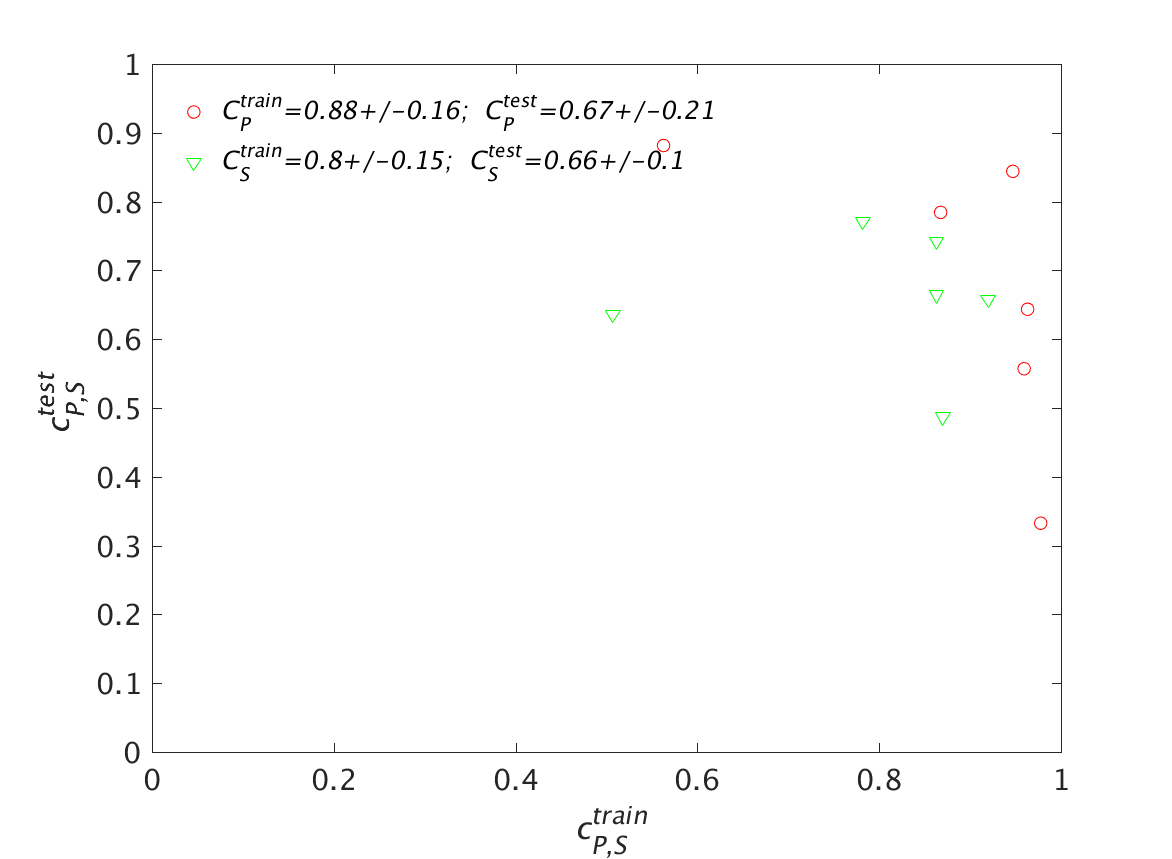 1
0.9
0.8
0.7
0.6
0.5
0.4
0.3
0.2
0.1
0
C_P^train=0.88+/-0.16; C_P^test=0.67+/-0.21
C_S^train=0.8+/-0.15; C_S^test=0.66+/-0.1
c_P,S^test
0 0.2 0.4 0.6 0.8 1
c_P,S^train